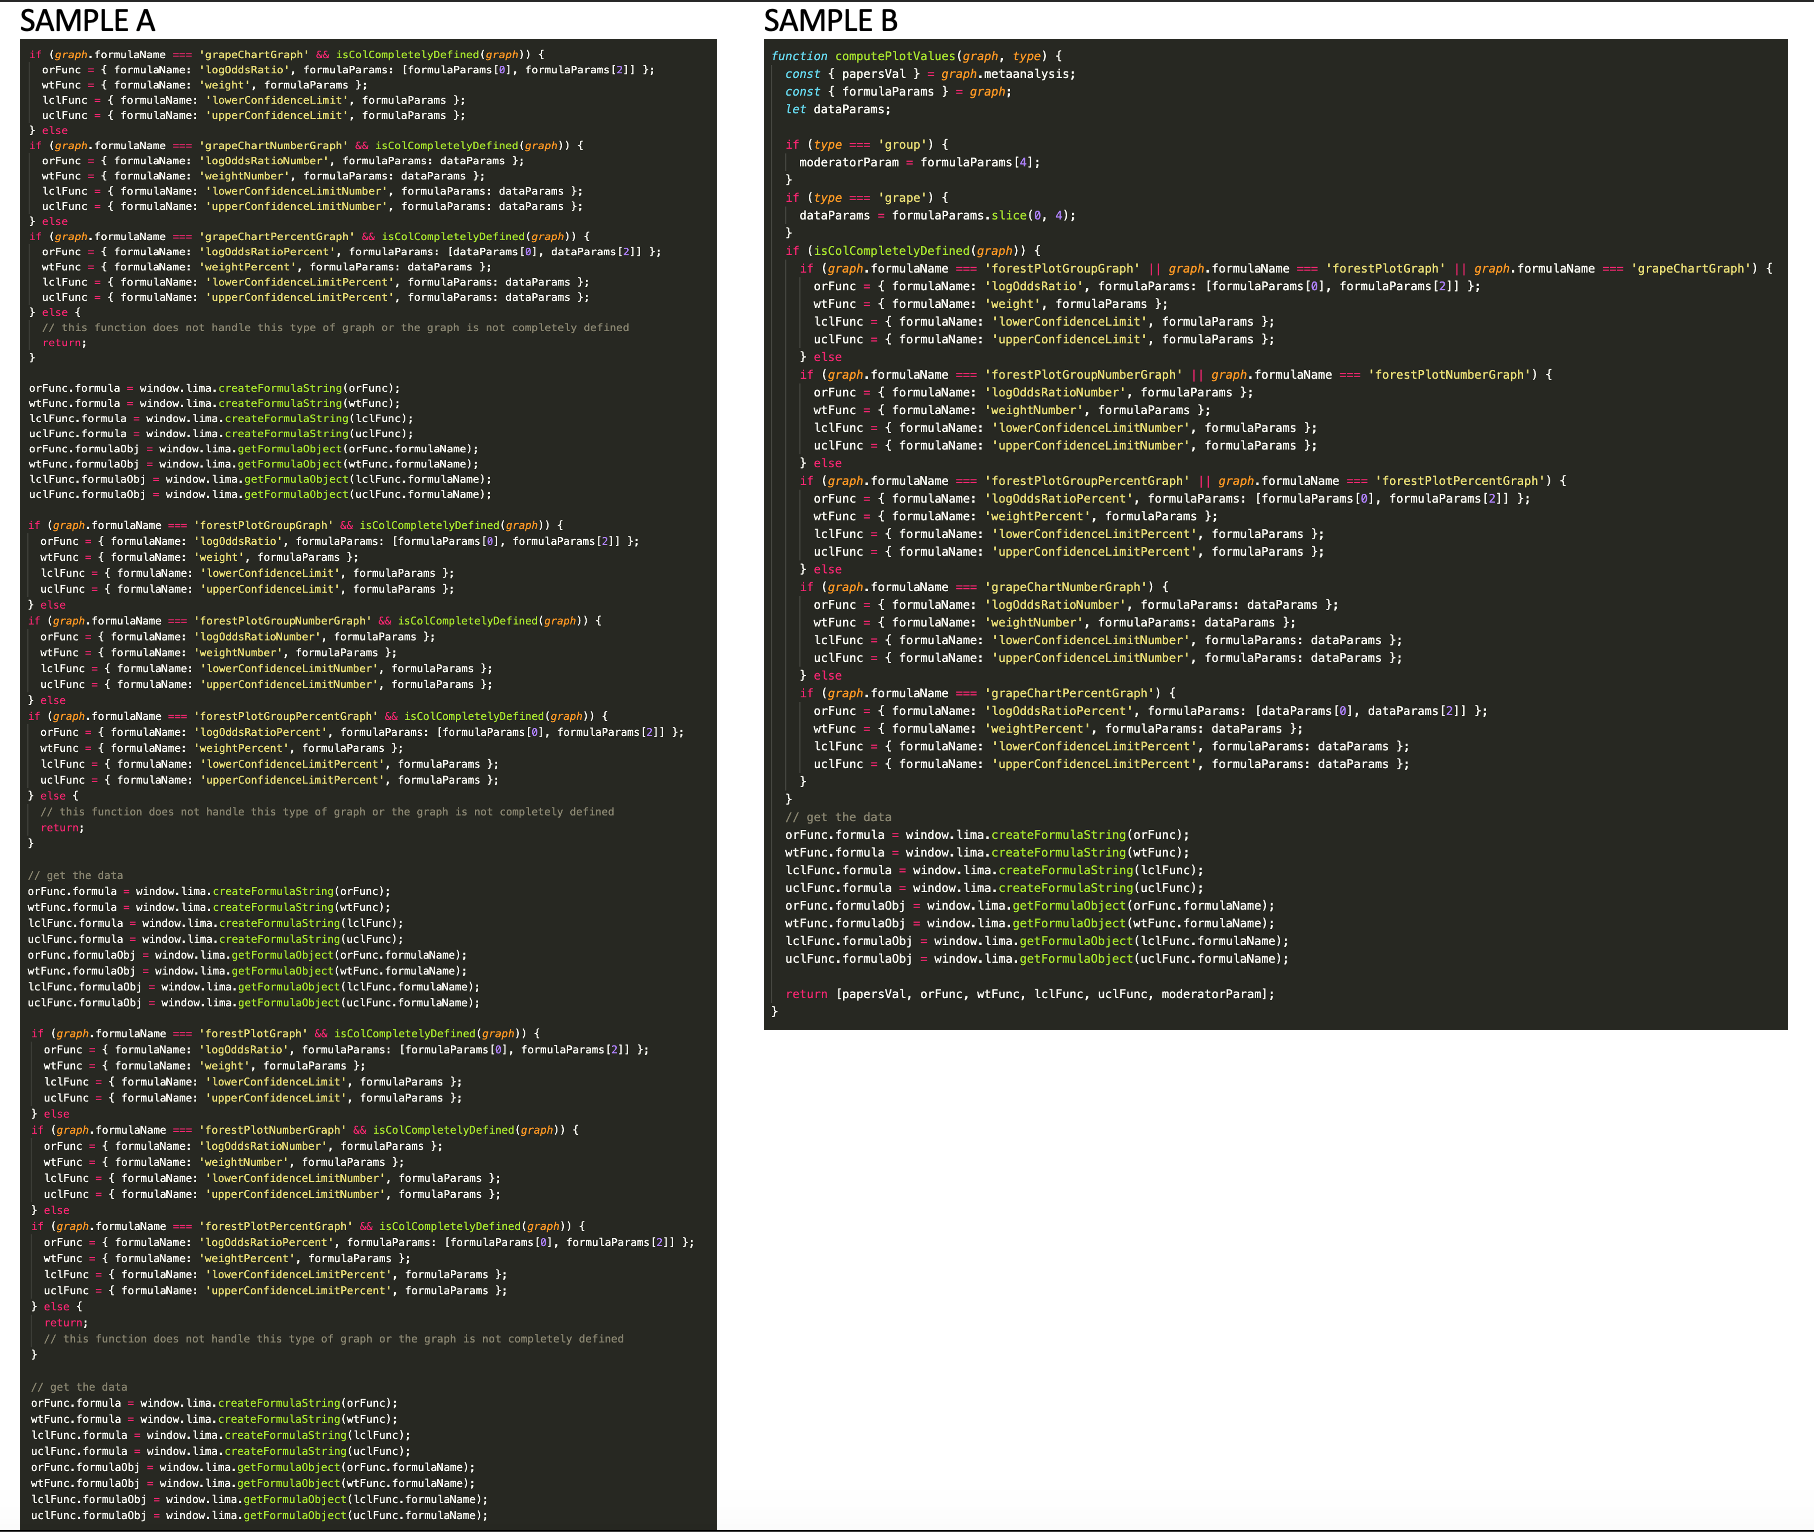 SAMPLE A
if (graph.formulaName === 'grapeChartGraph' && isColCompletelyDefined(graph)) {
orFunc = { formulaName: 'logOddsRatio', formulaParams: [formulaParams[0], formulaParams[2]] };
wtFunc = { formulaName: 'weight', formulaParams };
lclFunc = { formulaName: 'lowerConfidenceLimit', formulaParams };
uclFunc = { formulaName: 'upperConfidenceLimit', formulaParams };
} else
if (graph.formulaName === 'grapeChartNumberGraph' && isColCompletelyDefined(graph)) {
orFunc = { formulaName: 'logOddsRatioNumber', formulaParams: dataParams };
wtFunc = { formulaName: 'weightNumber', formulaParams: dataParams };
lclFunc = { formulaName: 'lowerConfidenceLimitNumber', formulaParams: dataParams };
uclFunc = { formulaName: 'upperConfidenceLimitNumber', formulaParams: dataParams };
} else
if (graph.formulaName === 'grapeChartPercentGraph' && isColCompletelyDefined(graph)) {
orFunc = { formulaName: 'logOddsRatioPercent', formulaParams: [dataParams[0], dataParams[2]] };
wtFunc = { formulaName: 'weightPercent', formulaParams: dataParams };
lclFunc = { formulaName: 'lowerConfidenceLimitPercent', formulaParams: dataParams };
uclFunc = { formulaName: 'upperConfidenceLimitPercent', formulaParams: dataParams };
} else {
// this function does not handle this type of graph or the graph is not completely defined
return;
}
orFunc.formula = window.lima.createFormulaString(orFunc);
wtFunc.formula = window.lima.createFormulaString(wtFunc);
lclFunc.formula = window.lima.createFormulaString(lclFunc);
uclFunc.formula = window.lima.createFormulaString(uclFunc);
orFunc.formulaObj = window.lima.getFormulaObject(orFunc.formulaName);
wtFunc.formulaObj = window.lima.getFormulaObject(wtFunc.formulaName);
lclFunc.formulaObj = window.lima.getFormulaObject(lclFunc.formulaName);
uclFunc.formulaObj = window.lima.getFormulaObject(uclFunc.formulaName);
if (graph.formulaName === 'forestPlotGroupGraph' && isColCompletelyDefined(graph)) {
orFunc = { formulaName: 'logOddsRatio', formulaParams: [formulaParams[0], formulaParams[2]] };
wtFunc = { formulaName: 'weight', formulaParams };
lclFunc = { formulaName: 'lowerConfidenceLimit', formulaParams };
uclFunc = { formulaName: 'upperConfidenceLimit', formulaParams };
} else
if (graph.formulaName === 'forestPlotGroupNumberGraph' && isColCompletelyDefined(graph)) {
orFunc = { formulaName: 'logOddsRatioNumber', formulaParams };
wtFunc = { formulaName: 'weightNumber', formulaParams };
lclFunc = { formulaName: 'lowerConfidenceLimitNumber', formulaParams };
uclFunc = { formulaName: 'upperConfidenceLimitNumber', formulaParams };
} else
if (graph.formulaName === 'forestPlotGroupPercentGraph' && isColCompletelyDefined(graph)) {
orFunc = { formulaName: 'logOddsRatioPercent', formulaParams: [formulaParams[0], formulaParams[2]] };
wtFunc = { formulaName: 'weightPercent', formulaParams };
lclFunc = { formulaName: 'lowerConfidenceLimitPercent', formulaParams };
uclFunc = { formulaName: 'upperConfidenceLimitPercent', formulaParams };
} else {
// this function does not handle this type of graph or the graph is not completely defined
return;
}
// get the data
orFunc.formula = window.lima.createFormulaString(orFunc);
wtFunc.formula = window.lima.createFormulaString(wtFunc);
lclFunc.formula = window.lima.createFormulaString(lclFunc);
uclFunc.formula = window.lima.createFormulaString(uclFunc);
orFunc.formulaObj = window.lima.getFormulaObject(orFunc.formulaName);
wtFunc.formulaObj = window.lima.getFormulaObject(wtFunc.formulaName);
lclFunc.formulaObj = window.lima.getFormulaObject(lclFunc.formulaName);
uclFunc.formulaObj = window.lima.getFormulaObject(uclFunc.formulaName);
if (graph.formulaName === 'forestPlotGraph' && isColCompletelyDefined(graph)) {
orFunc = { formulaName: 'logOddsRatio', formulaParams: [formulaParams[0], formulaParams[2]] };
wtFunc = { formulaName: 'weight', formulaParams };
lclFunc = { formulaName: 'lowerConfidenceLimit', formulaParams };
uclFunc = { formulaName: 'upperConfidenceLimit', formulaParams };
} else
if (graph.formulaName === 'forestPlotNumberGraph' && isColCompletelyDefined(graph)) {
orFunc = { formulaName: 'logOddsRatioNumber', formulaParams };
wtFunc = { formulaName: 'weightNumber', formulaParams };
lclFunc = { formulaName: 'lowerConfidenceLimitNumber', formulaParams };
uclFunc = { formulaName: 'upperConfidenceLimitNumber', formulaParams };
} else
if (graph.formulaName === 'forestPlotPercentGraph' && isColCompletelyDefined(graph)) {
orFunc = { formulaName: 'logOddsRatioPercent', formulaParams: [formulaParams[0], formulaParams[2]] };
wtFunc = { formulaName: 'weightPercent', formulaParams };
lclFunc = { formulaName: 'lowerConfidenceLimitPercent', formulaParams };
uclFunc = { formulaName: 'upperConfidenceLimitPercent', formulaParams };
} else {
return;
// this function does not handle this type of graph or the graph is not completely defined
}
// get the data
orFunc.formula = window.lima.createFormulaString(orFunc);
wtFunc.formula = window.lima.createFormulaString(wtFunc);
lclFunc.formula = window.lima.createFormulaString(lclFunc);
uclFunc.formula = window.lima.createFormulaString(uclFunc);
orFunc.formulaObj = window.lima.getFormulaObject(orFunc.formulaName);
wtFunc.formulaObj = window.lima.getFormulaObject(wtFunc.formulaName);
lclFunc.formulaObj = window.lima.getFormulaObject(lclFunc.formulaName);
uclFunc.formulaObj = window.lima.getFormulaObject(uclFunc.formulaName);
SAMPLE B
function computePlotValues(graph, type) {
const { papersVal } = graph.metaanalysis;
const { formulaParams } = graph;
let dataParams;
if (type === 'group') {
moderatorParam = formulaParams[4];
}
if (type === 'grape') {
dataParams = formulaParams.slice(0, 4);
}
if (isColCompletelyDefined(graph)) {
if (graph.formulaName === 'forestPlotGroupGraph' || graph.formulaName === 'forestPlotGraph' || graph.formulaName === 'grapeChartGraph') {
orFunc = { formulaName: 'logOddsRatio', formulaParams: [formulaParams[0], formulaParams[2]] };
wtFunc = { formulaName: 'weight', formulaParams };
lclFunc = { formulaName: 'lowerConfidenceLimit', formulaParams };
uclFunc = { formulaName: 'upperConfidenceLimit', formulaParams };
} else
if (graph.formulaName === 'forestPlotGroupNumberGraph' || graph.formulaName === 'forestPlotNumberGraph') {
orFunc = { formulaName: 'logOddsRatioNumber', formulaParams };
wtFunc = { formulaName: 'weightNumber', formulaParams };
lclFunc = { formulaName: 'lowerConfidenceLimitNumber', formulaParams };
uclFunc = { formulaName: 'upperConfidenceLimitNumber', formulaParams };
} else
if (graph.formulaName === 'forestPlotGroupPercentGraph' || graph.formulaName === 'forestPlotPercentGraph') {
orFunc = { formulaName: 'logOddsRatioPercent', formulaParams: [formulaParams[0], formulaParams[2]] };
wtFunc = { formulaName: 'weightPercent', formulaParams };
lclFunc = { formulaName: 'lowerConfidenceLimitPercent', formulaParams };
uclFunc = { formulaName: 'upperConfidenceLimitPercent', formulaParams };
} else
if (graph.formulaName === 'grapeChartNumberGraph') {
orFunc = { formulaName: 'logOddsRatioNumber', formulaParams: dataParams };
wtFunc = { formulaName: 'weightNumber', formulaParams: dataParams };
lclFunc = { formulaName: 'lowerConfidenceLimitNumber', formulaParams: dataParams };
uclFunc = { formulaName: 'upperConfidenceLimitNumber', formulaParams: dataParams };
} else
if (graph.formulaName === 'grapeChartPercentGraph') {
orFunc = { formulaName: 'logOddsRatioPercent', formulaParams: [dataParams[0], dataParams[2]] };
wtFunc = { formulaName: 'weightPercent', formulaParams: dataParams };
lclFunc = { formulaName: 'lowerConfidenceLimitPercent', formulaParams: dataParams };
uclFunc = { formulaName: 'upperConfidenceLimitPercent', formulaParams: dataParams };
}
}
// get the data
orFunc.formula = window.lima.createFormulaString(orFunc);
wtFunc.formula = window.lima.createFormulaString(wtFunc);
lclFunc.formula = window.lima.createFormulaString(lclFunc);
uclFunc.formula = window.lima.createFormulaString(uclFunc);
orFunc.formulaObj = window.lima.getFormulaObject(orFunc.formulaName);
wtFunc.formulaObj = window.lima.getFormulaObject(wtFunc.formulaName);
lclFunc.formulaObj = window.lima.getFormulaObject(lclFunc.formulaName);
uclFunc.formulaObj = window.lima.getFormulaObject(uclFunc.formulaName);
return [papersVal, orFunc, wtFunc, lclFunc, uclFunc, moderatorParam];
}